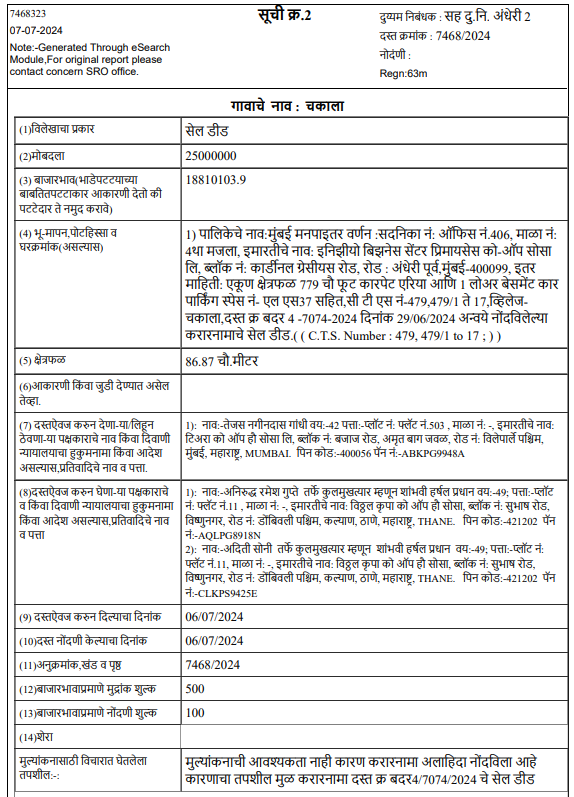 7468323
07-07-2024
Note:-Generated Through eSearch
Module,For original report please
contact concern SRO office.
सूची क्र.2
दुय्यम निबंधक : सह दु.नि. अंधेरी 2
दस्त क्रमांक : 7468/2024
नोदंणी :
Regn:63m
गावाचे नाव : चकाला
(1)विलेखाचा प्रकार
सेल डीड
(2)मोबदला
25000000
(3) बाजारभाव(भाडेपटटयाच्या
बाबतितपटटाकार आकारणी देतो की
पटटेदार ते नमुद करावे)
18810103.9
(4) भू-मापन,पोटहिस्सा व
घरक्रमांक(असल्यास)
1) पालिकेचे नाव:मुंबई मनपाइतर वर्णन :सदनिका नं: ऑफिस नं.406, माळा नं:
4था मजला, इमारतीचे नाव: इनिझीयो बिझनेस सेंटर प्रिमायसेस को-ऑप सोसा
लि, ब्लॉक नं: कार्डीनल ग्रेसीयस रोड, रोड : अंधेरी पूर्व,मुंबई-400099, इतर
माहिती: एकूण क्षेत्रफळ 779 चौ फूट कारपेट एरिया आणि 1 लोअर बेसमेंट कार
पार्किंग स्पेस नं- एल एस37 सहित,सी टी एस नं-479,479/1 ते 17,व्हिलेज-
चकाला,दस्त क्र बदर 4 -7074-2024 दिनांक 29/06/2024 अन्वये नोंदविलेल्या
करारनामाचे सेल डीड.( ( C.T.S. Number : 479, 479/1 to 17 ; ) )
(5) क्षेत्रफळ
86.87 चौ.मीटर
(6)आकारणी किंवा जुडी देण्यात असेल
तेव्हा.
(7) दस्तऐवज करुन देणा-या/लिहून
ठेवणा-या पक्षकाराचे नाव किंवा दिवाणी
न्यायालयाचा हुकुमनामा किंवा आदेश
असल्यास,प्रतिवादिचे नाव व पत्ता.
1): नाव:-तेजस नगीनदास गांधी वय:-42 पत्ता:-प्लॉट नं: फ्लॅट नं.503 , माळा नं: -, इमारतीचे नाव:
टिअरा को ऑप हौ सोसा लि, ब्लॉक नं: बजाज रोड, अमृत बाग जवळ, रोड नं: विलेपार्ले पश्चिम,
मुंबई, महाराष्ट्र, MUMBAI. पिन कोड:-400056 पॅन नं:-ABKPG9948A
(8)दस्तऐवज करुन घेणा-या पक्षकाराचे
व किंवा दिवाणी न्यायालयाचा हुकुमनामा
किंवा आदेश असल्यास,प्रतिवादिचे नाव
व पत्ता
1): नाव:-अनिरुद्ध रमेश गुप्ते तर्फे कुलमुखत्यार म्हणून शांभवी हर्षल प्रधान वय:-49; पत्ता:-प्लॉट
नं: फ्लॅट नं.11 , माळा नं: -, इमारतीचे नाव: विठ्ठल कृपा को ऑप हौ सोसा, ब्लॉक नं: सुभाष रोड,
विष्णुनगर, रोड नं: डोंबिवली पश्चिम, कल्याण, ठाणे, महाराष्ट्र, THANE. पिन कोड:-421202 पॅन
नं:-AQLPG8918N
2): नाव:-अदिती सोनी तर्फे कुलमुखत्यार म्हणून शांभवी हर्षल प्रधान वय:-49; पत्ता:-प्लॉट नं:
फ्लॅट नं.11, माळा नं: -, इमारतीचे नाव: विठ्ठल कृपा को ऑप हौ सोसा, ब्लॉक नं: सुभाष रोड,
विष्णुनगर, रोड नं: डोंबिवली पश्चिम, कल्याण, ठाणे, महाराष्ट्र, THANE. पिन कोड:-421202 पॅन
नं:-CLKPS9425E
(9) दस्तऐवज करुन दिल्याचा दिनांक
06/07/2024
(10)दस्त नोंदणी केल्याचा दिनांक
06/07/2024
(11)अनुक्रमांक,खंड व पृष्ठ
7468/2024
(12)बाजारभावाप्रमाणे मुद्रांक शुल्क
500
(13)बाजारभावाप्रमाणे नोंदणी शुल्क
100
(14)शेरा
मुल्यांकनासाठी विचारात घेतलेला
तपशील:-:
मुल्यांकनाची आवश्यकता नाही कारण करारनामा अलाहिदा नोंदविला आहे
कारणाचा तपशील मुळ करारनामा दस्त क्र बदर4/7074/2024 चे सेल डीड